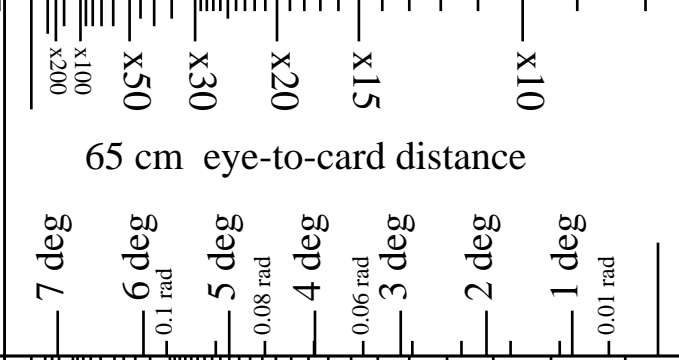 x200 x100 x50 x30 x20 x15 x10
65 cm eye-to-card distance
7 deg 6 deg 0.1 rad 5 deg 0.08 rad 4 deg 0.06 rad 3 deg 2 deg 1 deg 0.01 rad